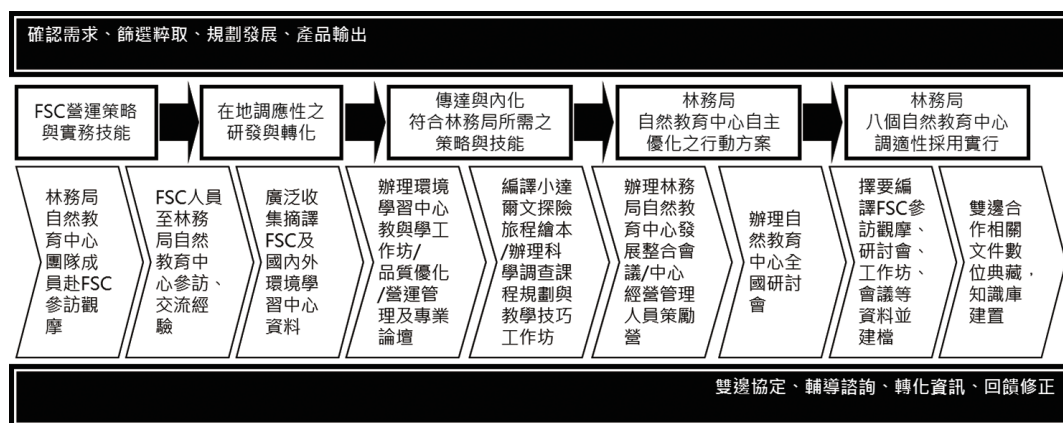 確認需求、篩選粹取、規劃發展、產品輸出
FSC營運策略
與實務技能
在地調應性之
研發與轉化
傳達與內化
符合林務局所需之
策略與技能
林務局
自然教育中心自主
優化之行動方案
林務局
八個自然教育中心
調適性採用實行
林務局
自然教
育中心
團隊成
員赴FSC
參訪觀
摩
FSC人員
至林務
局自然
教育中
心參訪、
交流經
驗
廣泛收
集摘譯
FSC及
國內外
環境學
習中心
資料
辦理環境
學習中心
教與學工
作坊/
品質優化
/營運管
理及專業
論壇
編譯小達
爾文探險
旅程繪本
/辦理科
學調查課
程規劃與
教學技巧
工作坊
辦理林務
局自然教
育中心發
展整合會
議/中心
經營管理
人員策勵
營
辦理自
然教育
中心全
國研討
會
擇要編
譯FSC參
訪觀摩、
研討會、
工作坊、
會議等
資料並
建檔
雙邊合
作相關
文件數
位典藏，
知識庫
建置
雙邊協定、輔導諮詢、轉化資訊、回饋修正